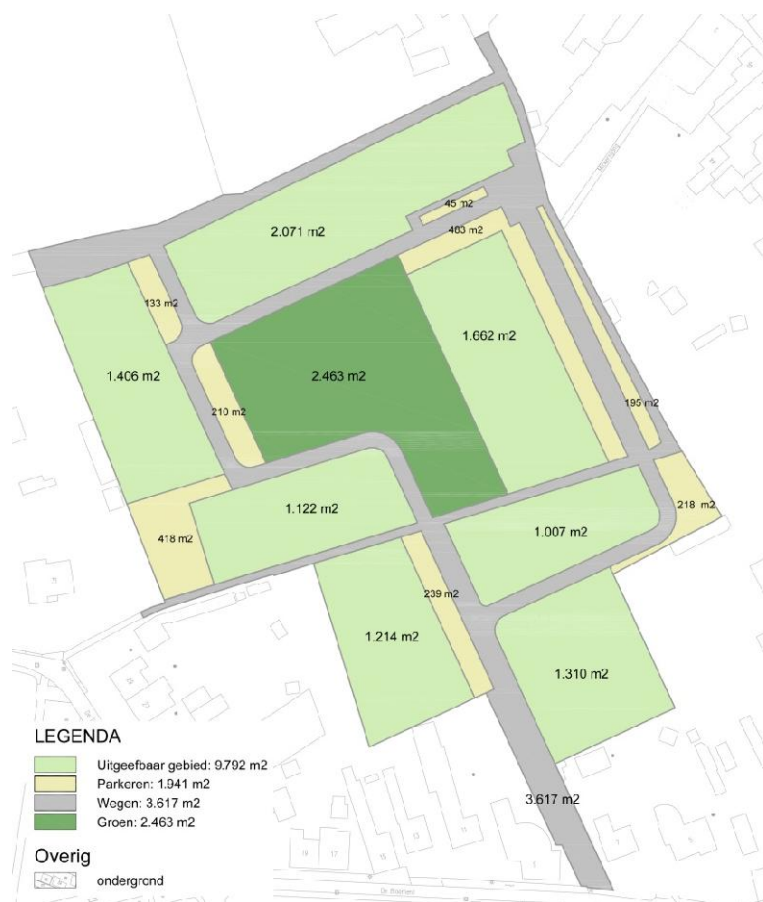 45 m2
483 m2
2.071 m2
133 m2
1.662 m2
1.406 m2
2.463 m2
195 m2
210 m2
218 m2
1.122 m2
1.007 m2
418 m2
239 m2
1.214 m2
1.310 m2
3.617 m2
LEGENDA
Uitgeefbaar gebied: 9.792 m2
Parkeren: 1.941 m2
Wegen: 3.617 m2
Groen: 2.463 m2
Overig
ondergrond